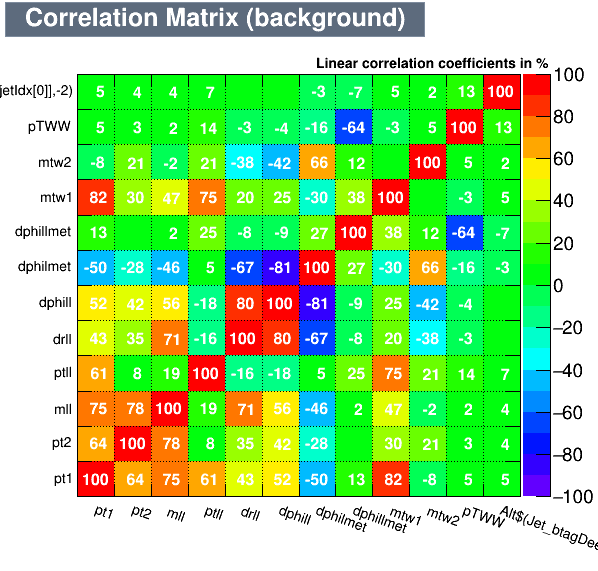 Correlation Matrix (background)
Linear correlation coefficients in %
jetIdx[0]],-2) 5 4 4 7 -3 -7 5 2 13 100 100
pTWW 5 3 2 14 -3 -4 -16 -64 -3 5 100 13 80
mtw2 -8 21 -2 21 -38 -42 66 12 100 5 2 60
mtw1 82 30 47 75 20 25 -30 38 100 -3 5 40
dphillmet 13 2 25 -8 -9 27 100 38 12 -64 -7 20
dphilmet -50 -28 -46 5 -67 -81 100 27 -30 66 -16 -3 0
dphill 52 42 56 -18 80 100 -81 -9 25 -42 -4 -20
drll 43 35 71 -16 100 80 -67 -8 20 -38 -3 -40
ptll 61 8 19 100 -16 -18 5 25 75 21 14 7
mll 75 78 100 19 71 56 -46 2 47 -2 2 4 -60
pt2 64 100 78 8 35 42 -28 30 21 3 4 -80
pt1 100 64 75 61 43 52 -50 13 82 -8 5 5 -100
pt1 pt2 mll ptll drll dphill dphilmet dphillmet mtw1 mtw2 pTWW Alt$(Jet_btagDee